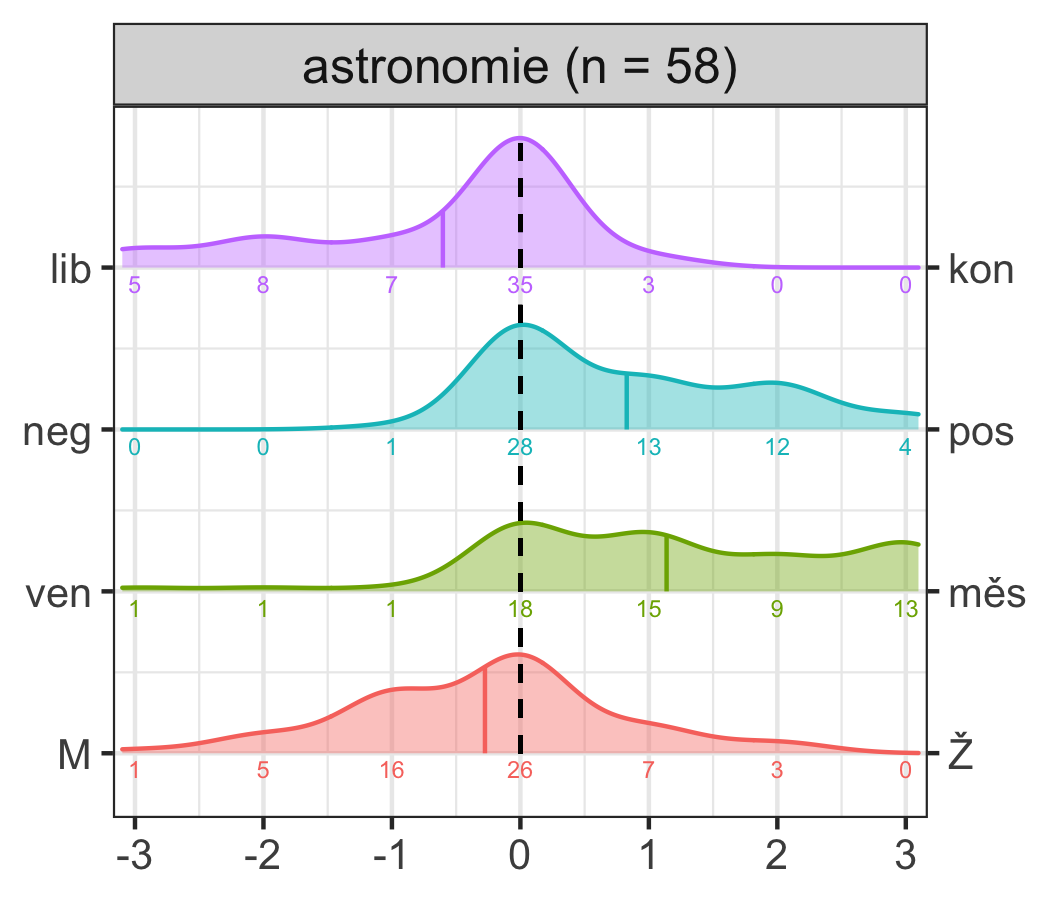 astronomie (n = 58)
lib kon
5 8 7 35 3 0 0
neg pos
0 0 1 28 13 12 4
ven měs
1 1 1 18 15 9 13
M Ž
1 5 16 26 7 3 0
-3 -2 -1 0 1 2 3